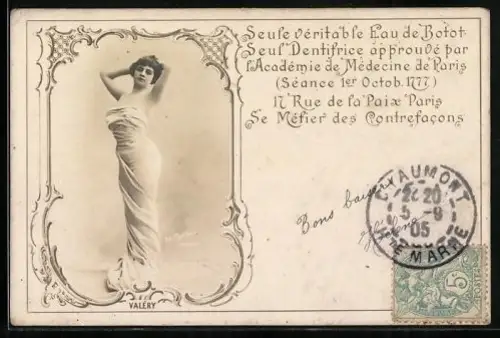 Seule véritable Eau de Botot
Seul Dentifrice approuvé par
l'Académie de Médecine de Paris
(Séance 1er Octob. 1777)
17 Rue de la Paix Paris
Se Méfier des Contrefaçons
Bons baisers
CHAUMONT
20
5-9
05
HTE MARNE
5
VALÉRY